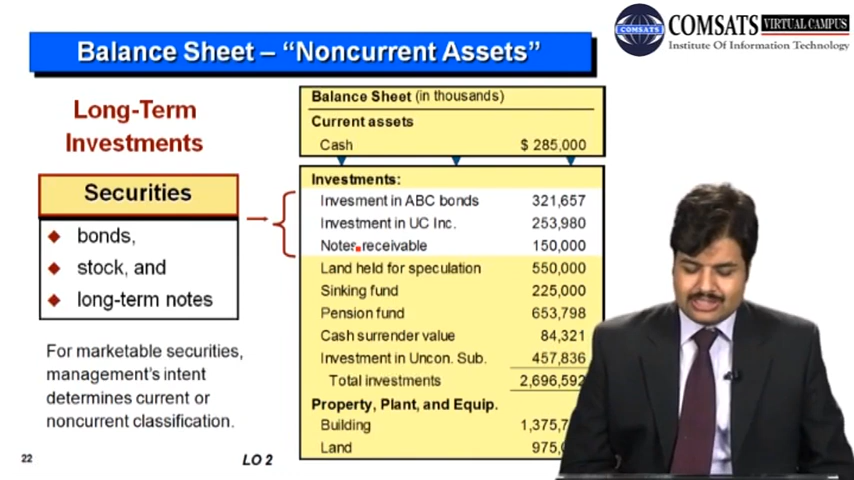 COMSATS VIRTUAL CAMPUS
COMSATS
Institute Of Information Technology
Balance Sheet – “Noncurrent Assets”
Long-Term
Investments
Securities
bonds,
stock, and
long-term notes
For marketable securities,
management’s intent
determines current or
noncurrent classification.
Balance Sheet (in thousands)
Current assets
Cash $ 285,000
Investments:
Invesment in ABC bonds 321,657
Investment in UC Inc. 253,980
Notes receivable 150,000
Land held for speculation 550,000
Sinking fund 225,000
Pension fund 653,798
Cash surrender value 84,321
Investment in Uncon. Sub. 457,836
Total investments 2,696,592
Property, Plant, and Equip.
Building
Land
22
LO 2